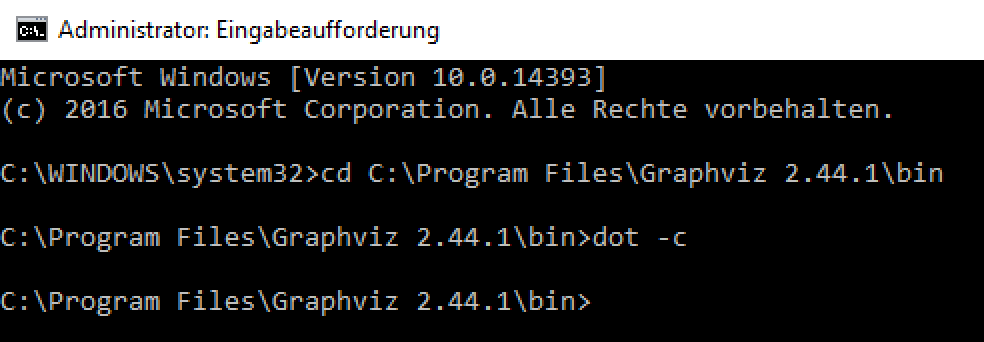 Administrator: Eingabeaufforderung
Microsoft Windows [Version 10.0.14393]
(c) 2016 Microsoft Corporation. Alle Rechte vorbehalten.
C:\WINDOWS\system32>cd C:\Program Files\Graphviz 2.44.1\bin
C:\Program Files\Graphviz 2.44.1\bin>dot -c
C:\Program Files\Graphviz 2.44.1\bin>